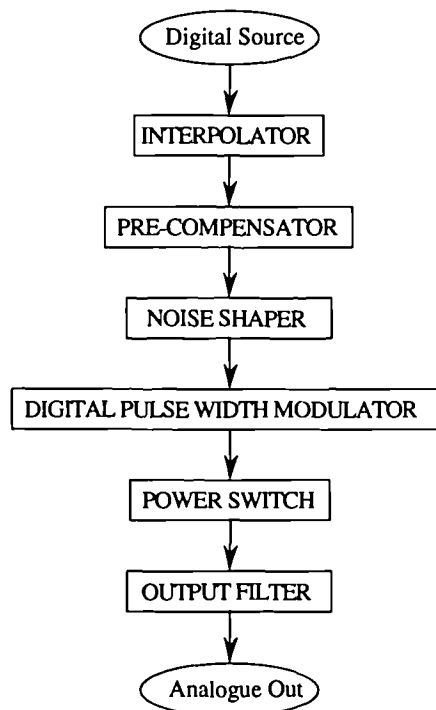 Digital Source
INTERPOLATOR
PRE-COMPENSATOR
NOISE SHAPER
DIGITAL PULSE WIDTH MODULATOR
POWER SWITCH
OUTPUT FILTER
Analogue Out